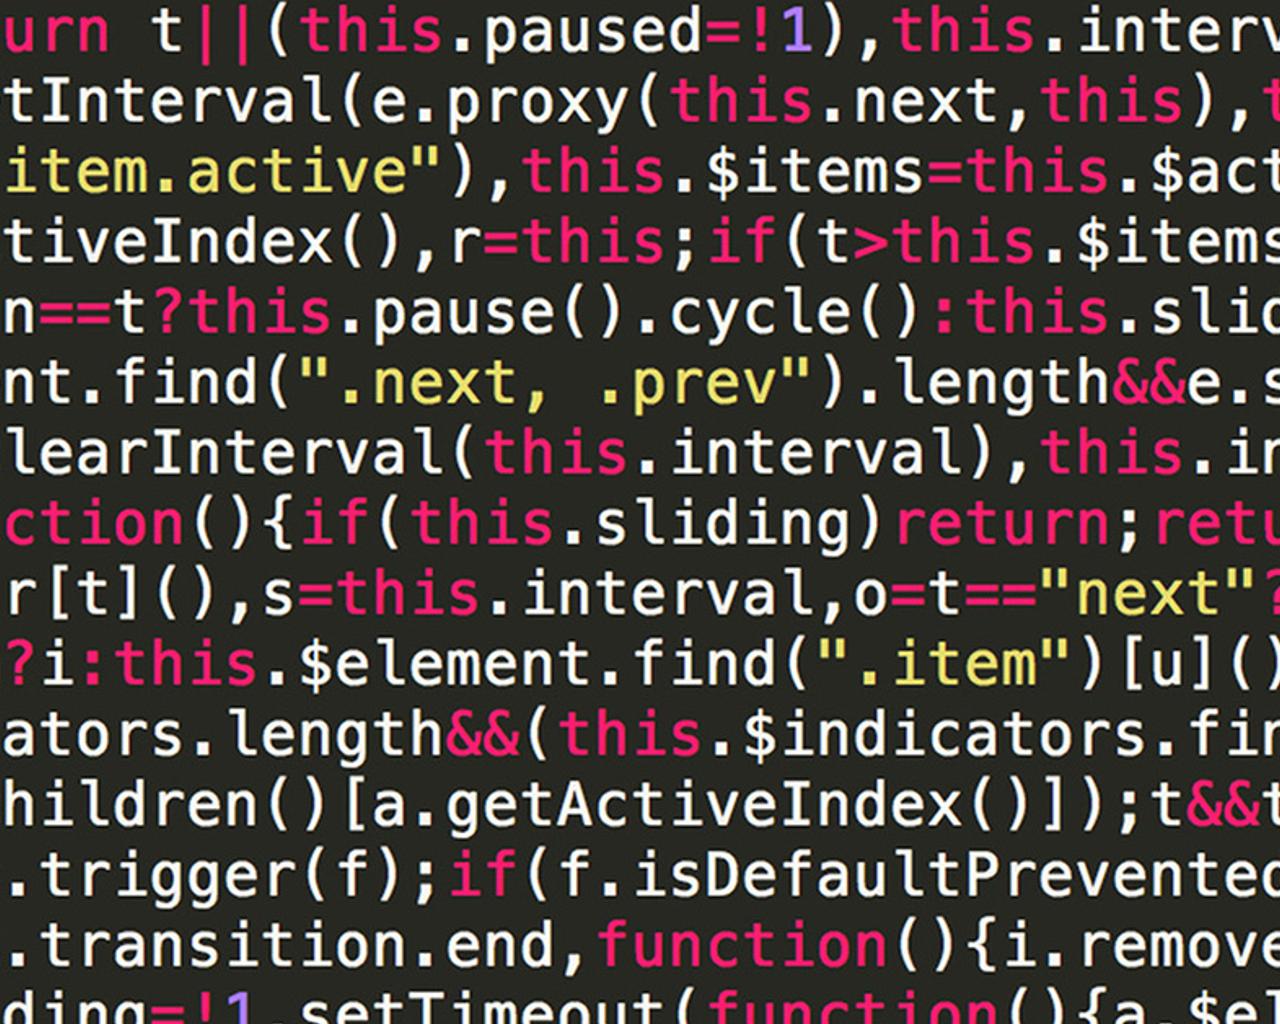 urn t||(this.paused=!1),this.interv
tInterval(e.proxy(this.next,this),t
item.active"),this.$items=this.$act
tiveIndex(),r=this;if(t>this.$items
n==t?this.pause().cycle():this.slid
nt.find(".next, .prev").length&&e.s
learInterval(this.interval),this.in
ction(){if(this.sliding)return;retu
r[t](),s=this.interval,o=t=="next"?
?i:this.$element.find(".item")[u]()
ators.length&&(this.$indicators.fin
hildren()[a.getActiveIndex()]);t&&t
.trigger(f);if(f.isDefaultPrevented
.transition.end,function(){i.remove
ding=!1,setTimeout(function(){a.$el